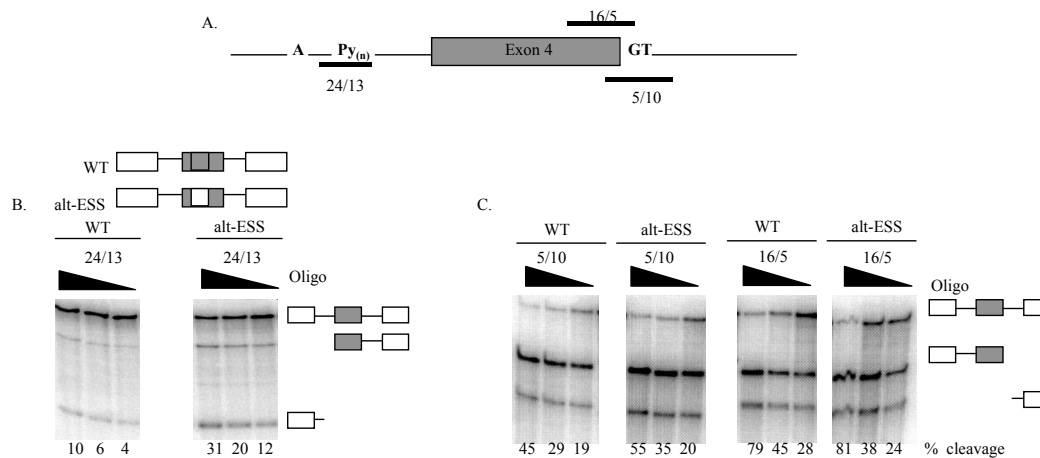 A.
16/5
A
Py(n)
Exon 4
GT
24/13
5/10
WT
alt-ESS
B.
WT
alt-ESS
24/13
24/13
Oligo
10 6 4
31 20 12
C.
WT
alt-ESS
WT
alt-ESS
5/10
5/10
16/5
16/5
Oligo
45 29 19
55 35 20
79 45 28
81 38 24
% cleavage